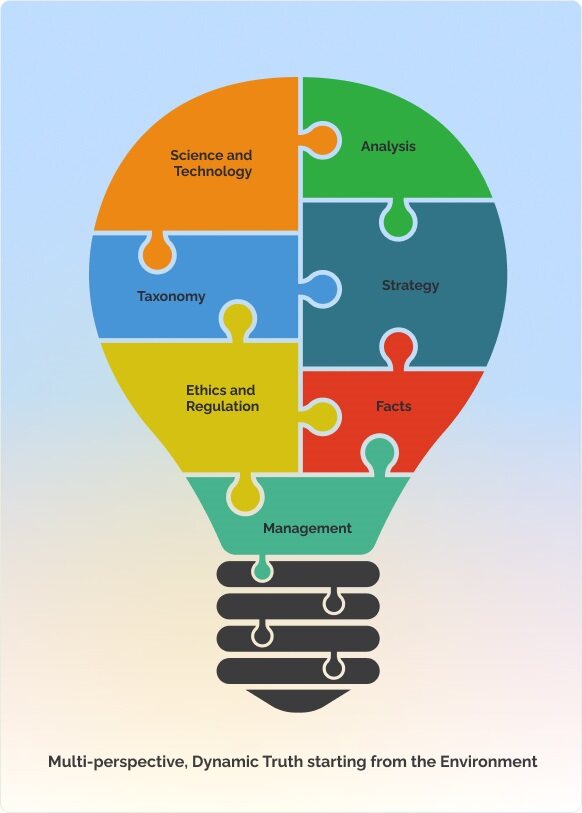 Science and
Technology
Analysis
Taxonomy
Strategy
Ethics and
Regulation
Facts
Management
Multi-perspective, Dynamic Truth starting from the Environment